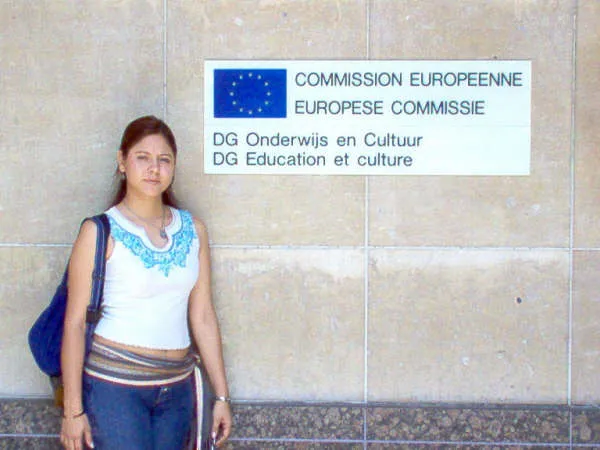 COMMISSION EUROPEENNE
EUROPESE COMMISSIE
DG Onderwijs en Cultuur
DG Education et culture